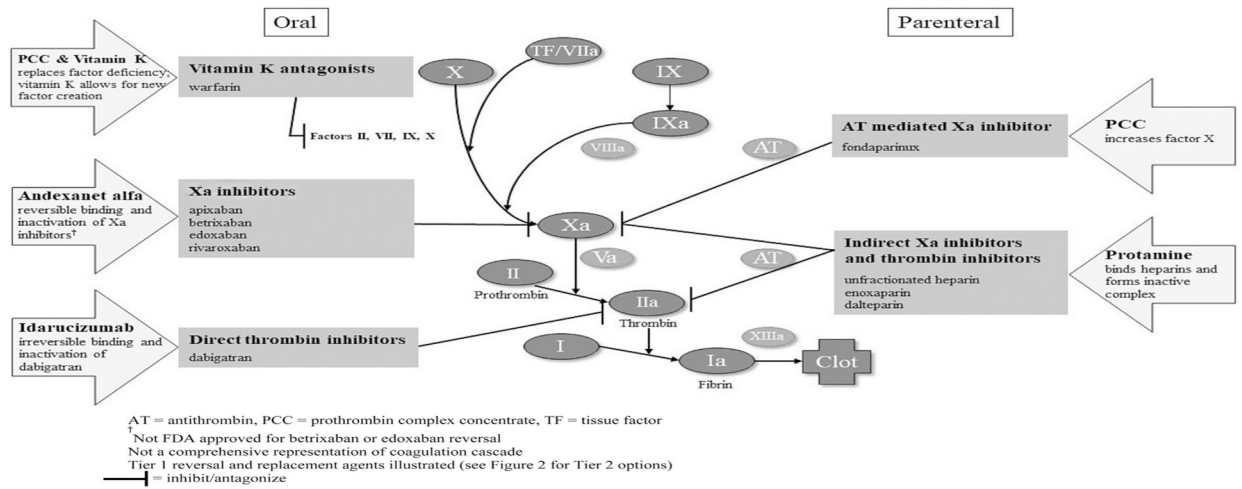 Oral
Parenteral
PCC & Vitamin K
replaces factor deficiency;
vitamin K allows for new
factor creation
Vitamin K antagonists
warfarin
Factors II, VII, IX, X
X
TF/VIIa
IX
IXa
VIIIa
AT
AT mediated Xa inhibitor
fondaparinux
PCC
increases factor X
Andexanet alfa
reversible binding and
inactivation of Xa
inhibitors†
Xa inhibitors
apixaban
betrixaban
edoxaban
rivaroxaban
Xa
Va
AT
Indirect Xa inhibitors
and thrombin inhibitors
unfractionated heparin
enoxaparin
dalteparin
Protamine
binds heparins and
forms inactive
complex
II
Prothrombin
IIa
Thrombin
Idarucizumab
irreversible binding and
inactivation of
dabigatran
Direct thrombin inhibitors
dabigatran
I
Ia
Fibrin
XIIIa
Clot
AT = antithrombin, PCC = prothrombin complex concentrate, TF = tissue factor
†Not FDA approved for betrixaban or edoxaban reversal
Not a comprehensive representation of coagulation cascade
Tier 1 reversal and replacement agents illustrated (see Figure 2 for Tier 2 options)
= inhibit/antagonize